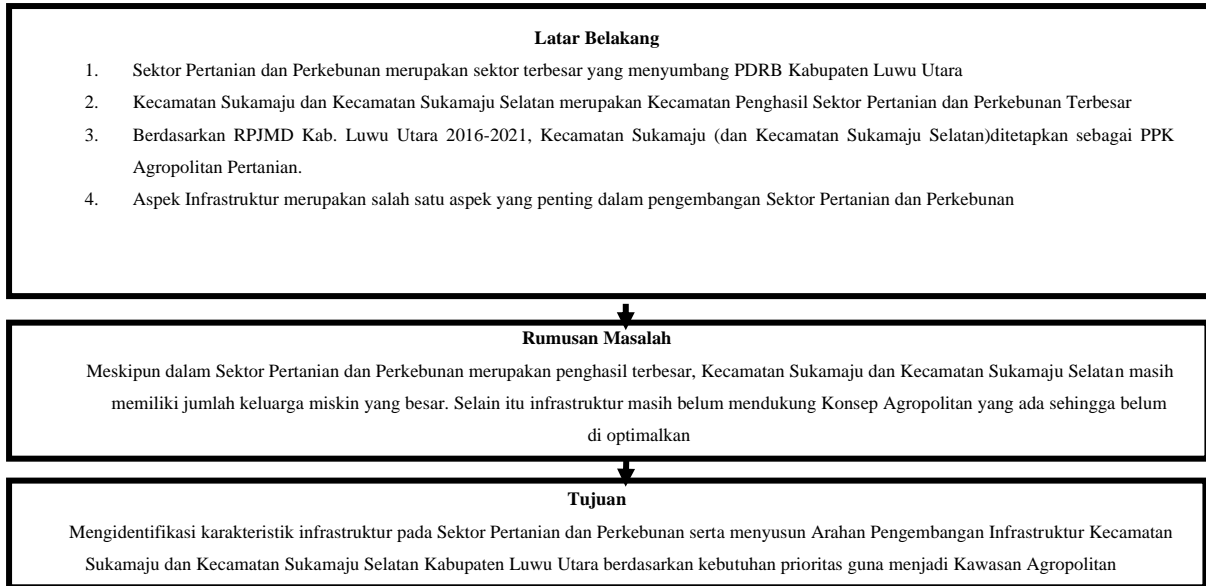 Latar Belakang
1. Sektor Pertanian dan Perkebunan merupakan sektor terbesar yang menyumbang PDRB Kabupaten Luwu Utara
2. Kecamatan Sukamaju dan Kecamatan Sukamaju Selatan merupakan Kecamatan Penghasil Sektor Pertanian dan Perkebunan Terbesar
3. Berdasarkan RPJMD Kab. Luwu Utara 2016-2021, Kecamatan Sukamaju (dan Kecamatan Sukamaju Selatan)ditetapkan sebagai PPK
Agropolitan Pertanian.
4. Aspek Infrastruktur merupakan salah satu aspek yang penting dalam pengembangan Sektor Pertanian dan Perkebunan
Rumusan Masalah
Meskipun dalam Sektor Pertanian dan Perkebunan merupakan penghasil terbesar, Kecamatan Sukamaju dan Kecamatan Sukamaju Selatan masih
memiliki jumlah keluarga miskin yang besar. Selain itu infrastruktur masih belum mendukung Konsep Agropolitan yang ada sehingga belum
di optimalkan
Tujuan
Mengidentifikasi karakteristik infrastruktur pada Sektor Pertanian dan Perkebunan serta menyusun Arahan Pengembangan Infrastruktur Kecamatan
Sukamaju dan Kecamatan Sukamaju Selatan Kabupaten Luwu Utara berdasarkan kebutuhan prioritas guna menjadi Kawasan Agropolitan